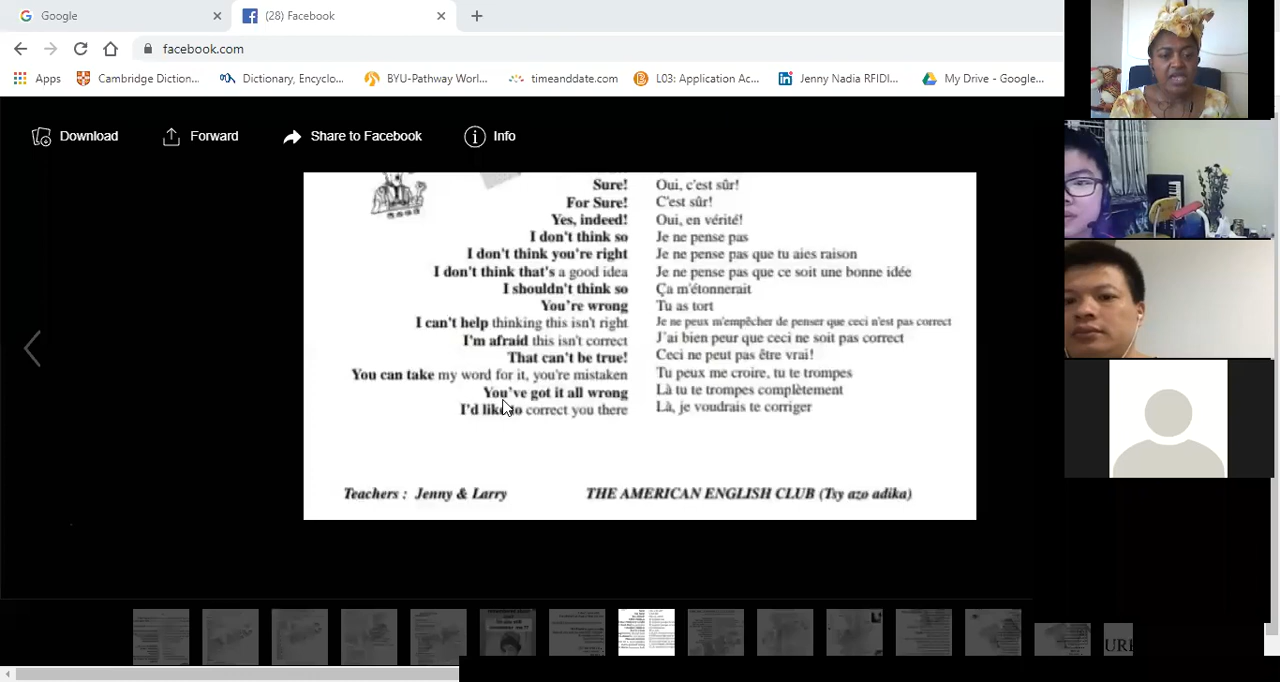 Google
(28) Facebook
facebook.com
Apps
Cambridge Diction...
Dictionary, Encyclo...
BYU-Pathway Worl...
timeanddate.com
L03: Application Ac...
Jenny Nadia RFIDI...
My Drive - Google...
Download
Forward
Share to Facebook
Info
Sure! Oui, c'est sûr!
For Sure! C'est sûr!
Yes, indeed! Oui, en vérité!
I don't think so Je ne pense pas
I don't think you're right Je ne pense pas que tu aies raison
I don't think that's a good idea Je ne pense pas que ce soit une bonne idée
I shouldn't think so Ça m'étonnerait
You're wrong Tu as tort
I can't help thinking this isn't right Je ne peux m'empêcher de penser que ceci n'est pas correct
I'm afraid this isn't correct J'ai bien peur que ceci ne soit pas correct
That can't be true! Ceci ne peut pas être vrai!
You can take my word for it, you're mistaken Tu peux me croire, tu te trompes
You've got it all wrong Là tu te trompes complètement
I'd like to correct you there Là, je voudrais te corriger
Teachers : Jenny & Larry THE AMERICAN ENGLISH CLUB (Tsy azo adika)